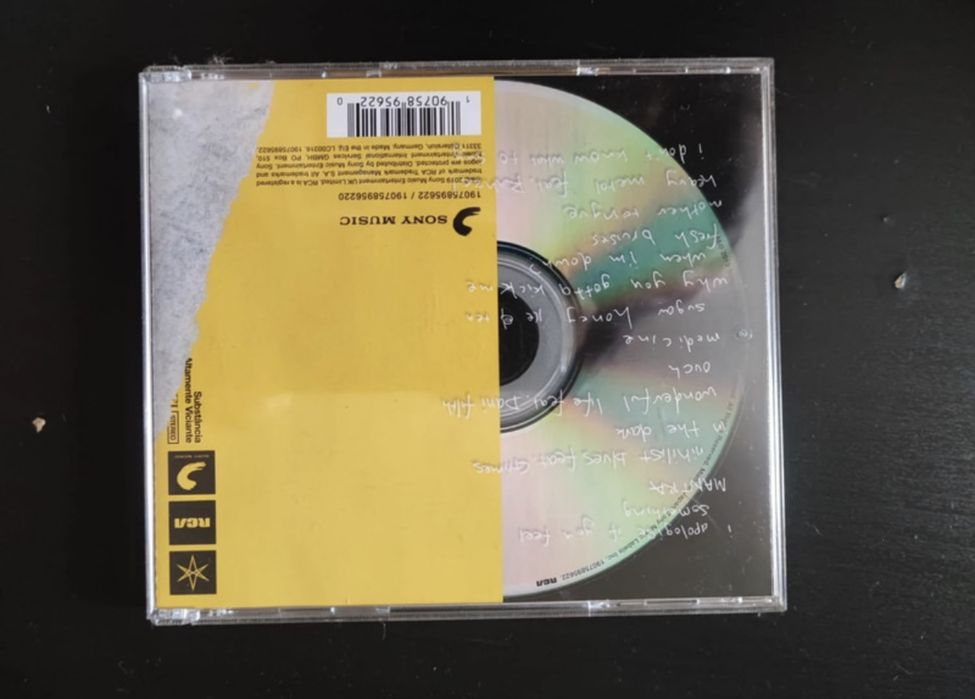 i apologise if you feel
something
MANTRA
nihilist blues feat. Grimes
in the dark
wonderful life feat. Dani filth
ouch
medicine
sugar honey ice & tea
why you gotta kick me
when i'm down?
fresh bruises
mother tongue
heavy metal feat. Rahzel
i don't know what to say
RCA
19075895622.
RCA
STEREO
Substância
Altamente Viciante
SONY MUSIC
19075895622 / 190758956220
2019 Sony Music Entertainment UK Limited. RCA is a registered
trademark of RCA Trademark Management S.A. All trademarks and
logos are protected. Distributed by Sony Music Entertainment. Sony
Music Entertainment International Services GMBH, PO Box 510,
33311 Gütersloh, Germany. Made in the EU. LC00316. 19075895622.
1 90758 95622 0